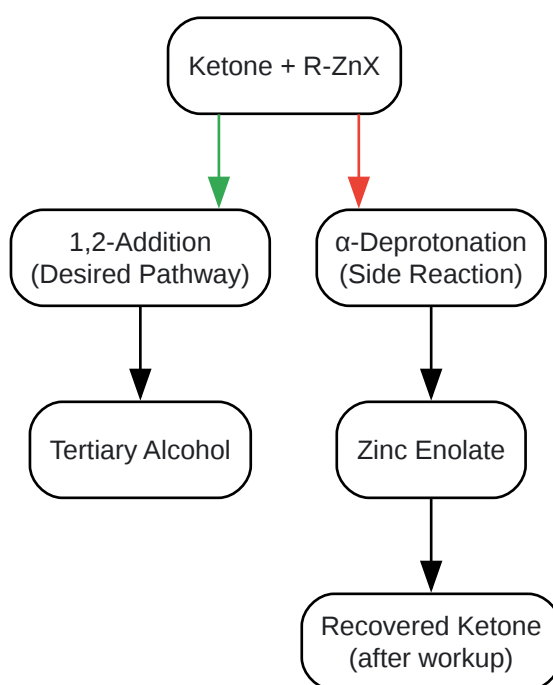 Ketone + R-ZnX
1,2-Addition
(Desired Pathway)
α-Deprotonation
(Side Reaction)
Tertiary Alcohol
Zinc Enolate
Recovered Ketone
(after workup)